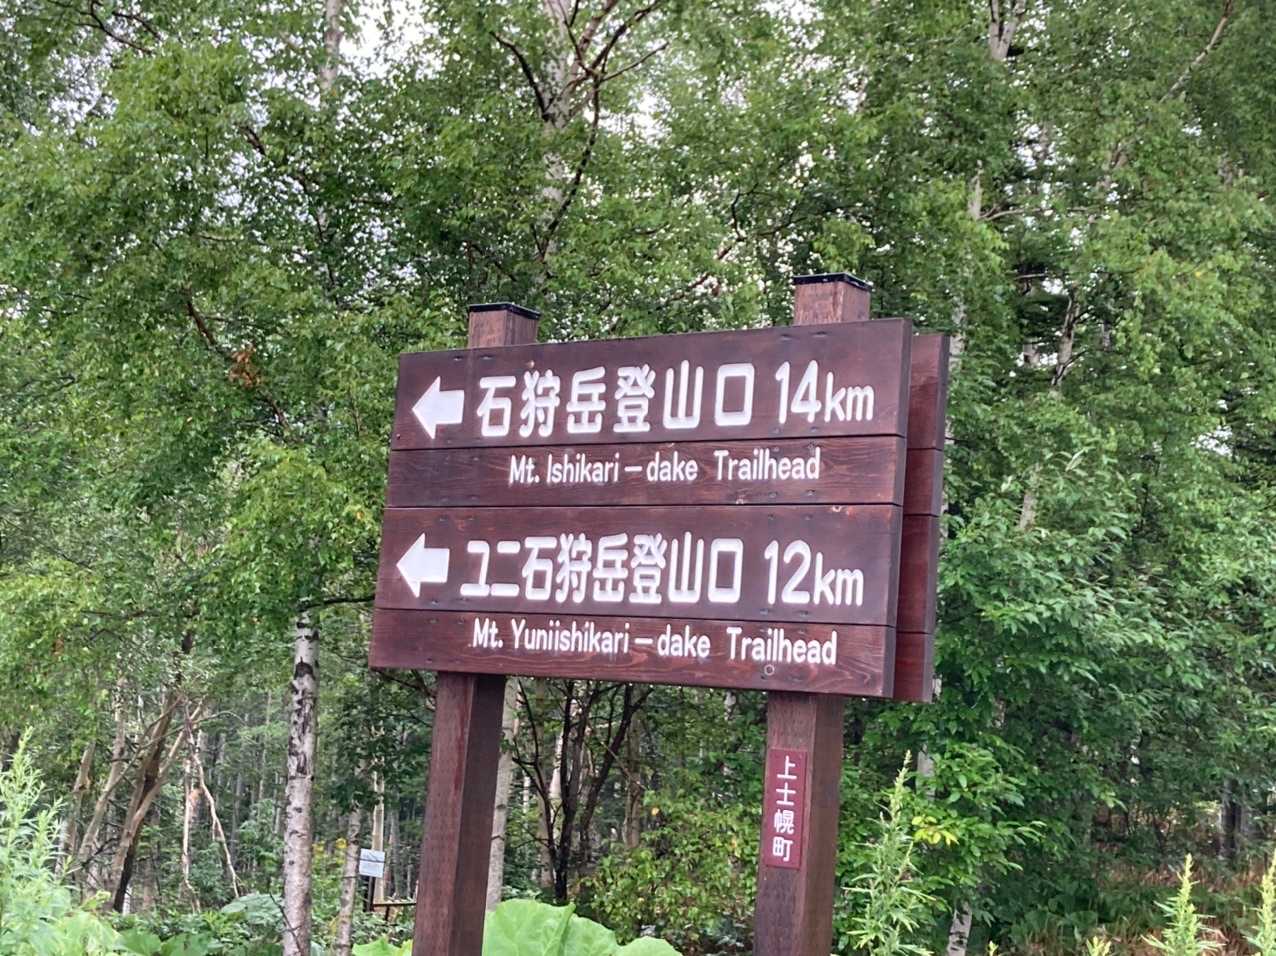 石狩岳登山口 14km
Mt. Ishikari-dake Trailhead
ユニ石狩岳登山口 12km
Mt. Yuniishikari-dake Trailhead
上士幌町